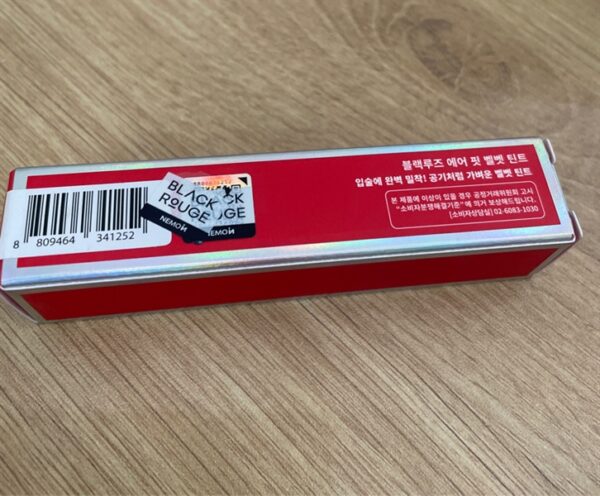 블랙루즈 에어 핏 벨벳 틴트
입술에 완벽 밀착! 공기처럼 가벼운 벨벳 틴트
본 제품에 이상이 있을 경우 공정거래위원회 고시
"소비자분쟁해결기준" 에 의거 보상해드립니다.
[소비자상담실] 02-6083-1030
BLACK
ROUGE
NEMOM
CK
UGE
NEMOM
8 809464 341252